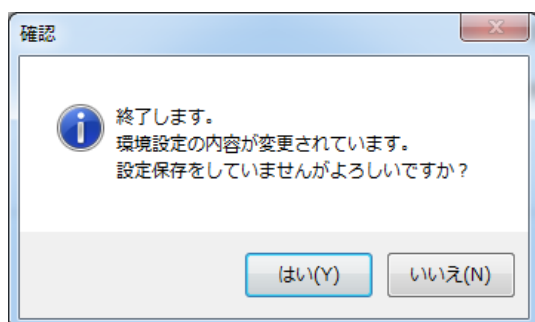 確認
終了します。
環境設定の内容が変更されています。
設定保存をしていませんがよろしいですか？
はい(Y)
いいえ(N)